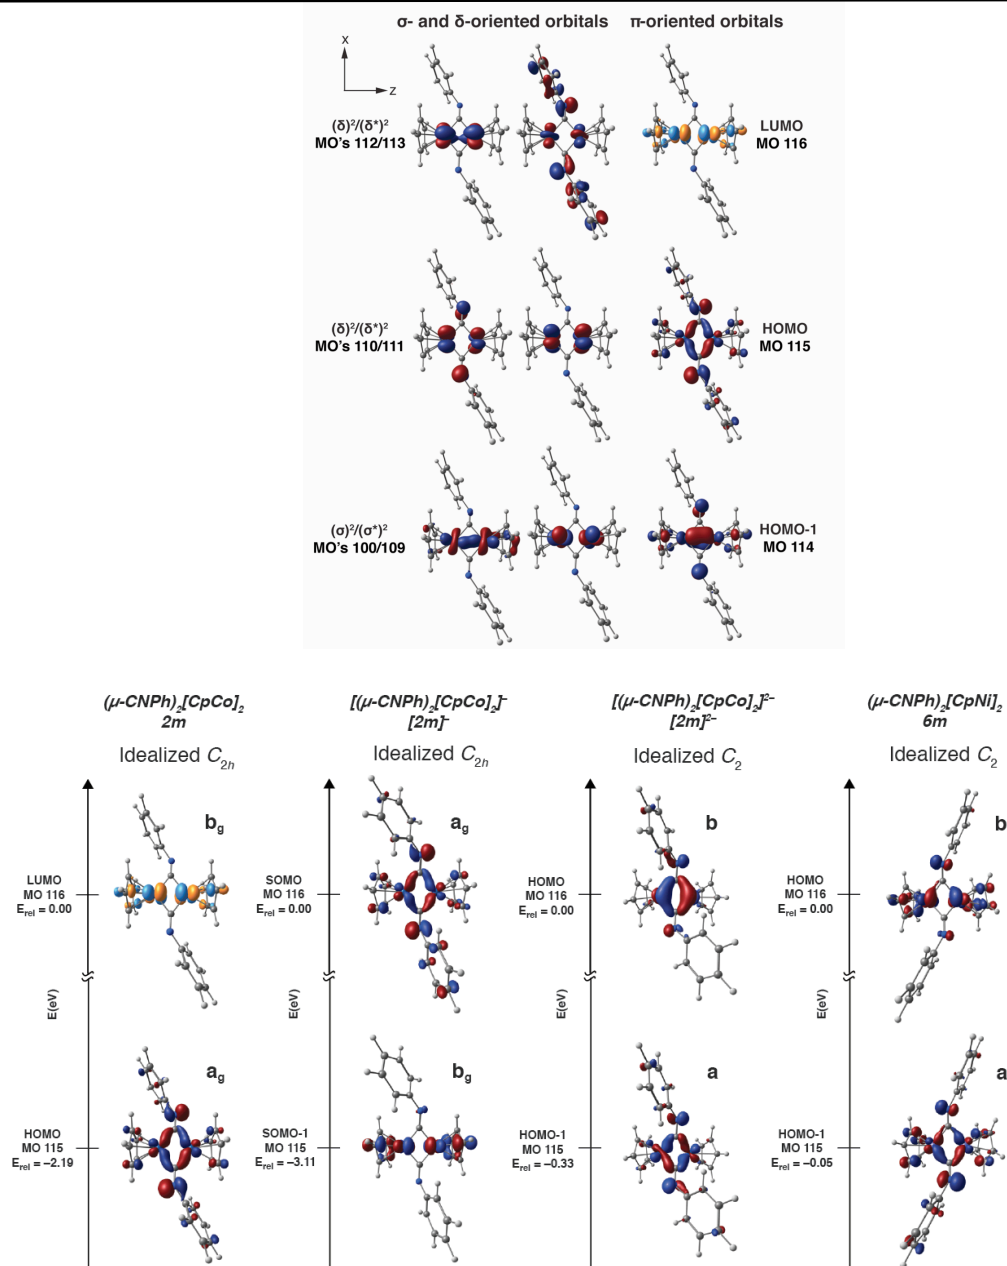 σ- and δ-oriented orbitals π-oriented orbitals
x
z
(δ)²/(δ*)²
MO's 112/113
LUMO
MO 116
(δ)²/(δ*)²
MO's 110/111
HOMO
MO 115
(σ)²/(σ*)²
MO's 100/109
HOMO-1
MO 114
(μ-CNPh)₂[CpCo]₂
2m
Idealized C₂ₕ
bg
LUMO
MO 116
Erel = 0.00
E(eV)
ag
HOMO
MO 115
Erel = –2.19
[(μ-CNPh)₂[CpCo]₂]⁻
[2m]⁻
Idealized C₂ₕ
ag
SOMO
MO 116
Erel = 0.00
E(eV)
bg
SOMO-1
MO 115
Erel = –3.11
[(μ-CNPh)₂[CpCo]₂]²⁻
[2m]²⁻
Idealized C₂
b
HOMO
MO 116
Erel = 0.00
E(eV)
a
HOMO-1
MO 115
Erel = –0.33
(μ-CNPh)₂[CpNi]₂
6m
Idealized C₂
b
HOMO
MO 116
Erel = 0.00
E(eV)
a
HOMO-1
MO 115
Erel = –0.05